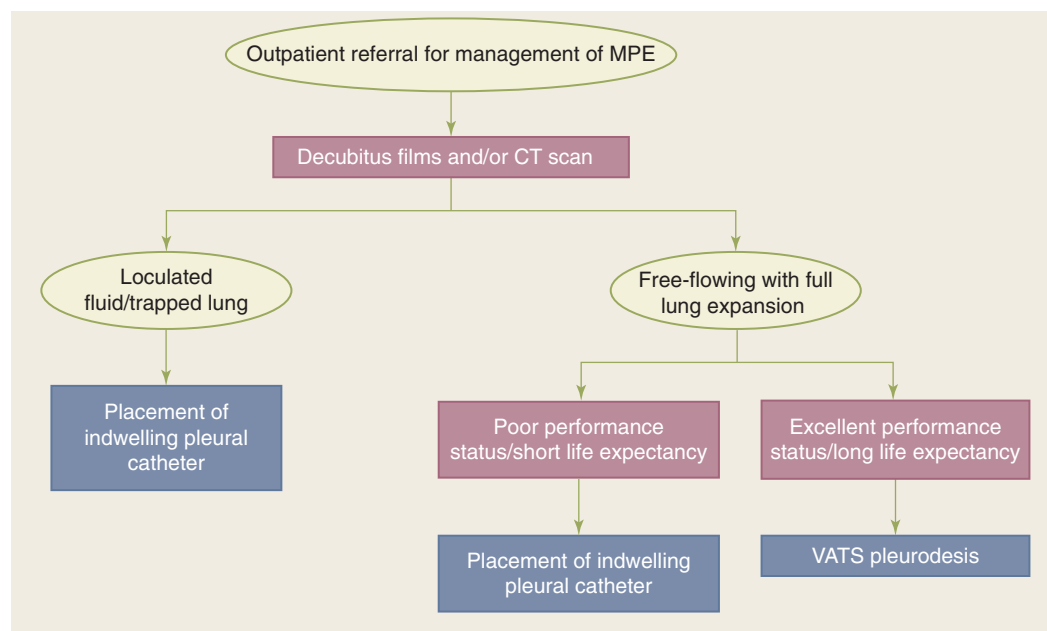 Outpatient referral for management of MPE
Decubitus films and/or CT scan
Loculated
fluid/trapped lung
Free-flowing with full
lung expansion
Placement of
indwelling pleural
catheter
Poor performance
status/short life expectancy
Excellent performance
status/long life expectancy
Placement of indwelling
pleural catheter
VATS pleurodesis